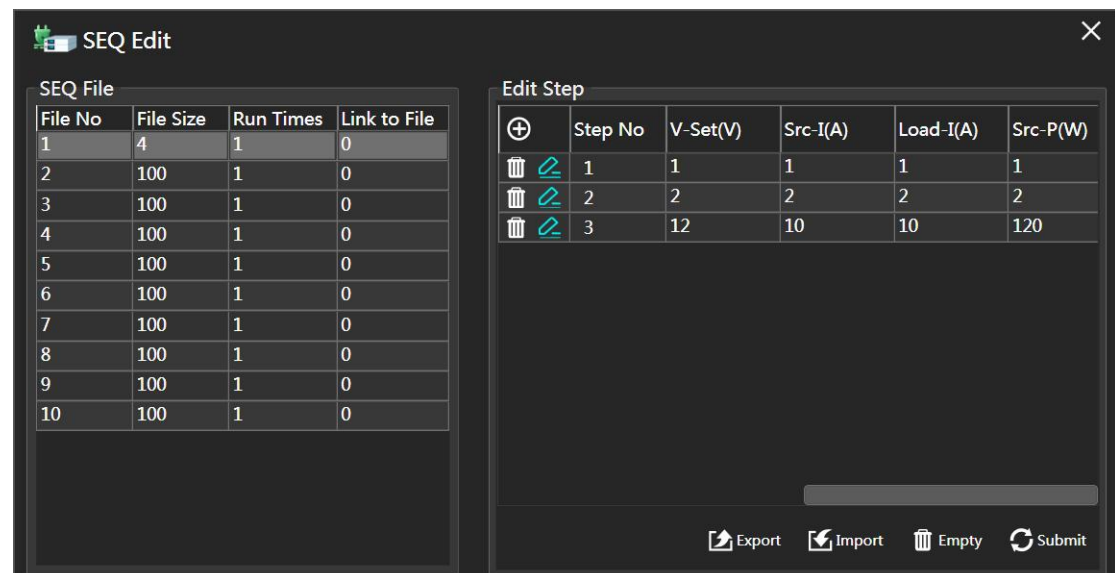 SEQ Edit
SEQ File
File No File Size Run Times Link to File
1 4 1 0
2 100 1 0
3 100 1 0
4 100 1 0
5 100 1 0
6 100 1 0
7 100 1 0
8 100 1 0
9 100 1 0
10 100 1 0
Edit Step
Step No V-Set(V) Src-I(A) Load-I(A) Src-P(W)
1 1 1 1 1
2 2 2 2 2
3 12 10 10 120
Export Import Empty Submit